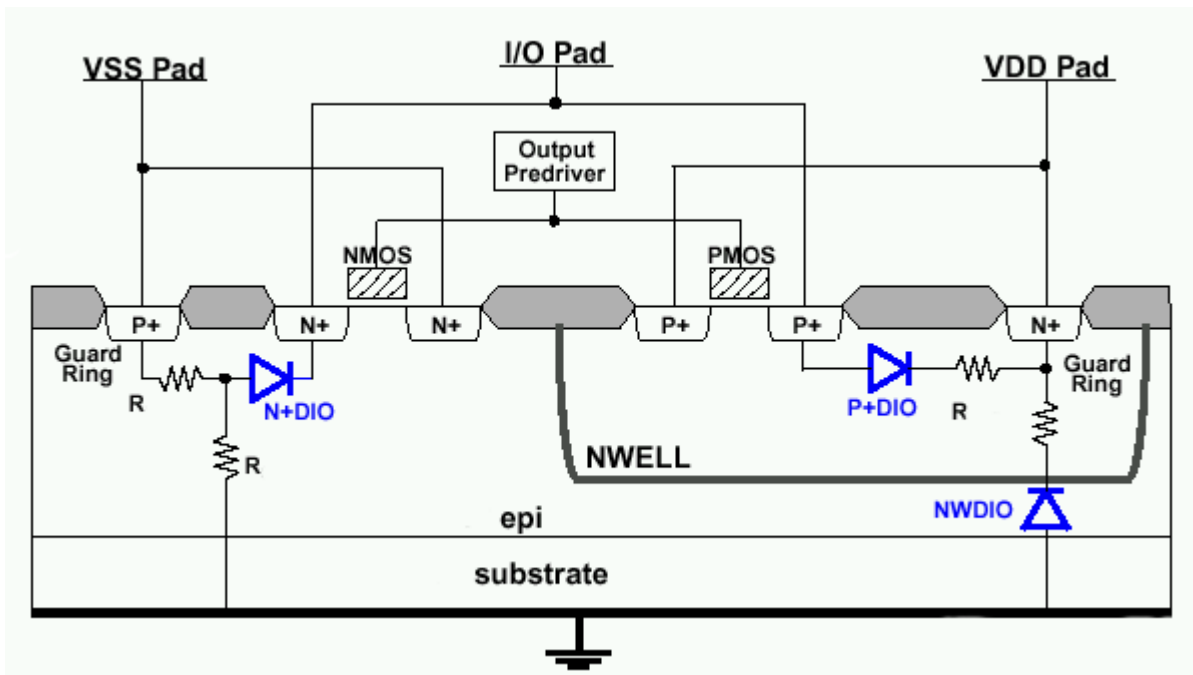 VSS Pad
I/O Pad
VDD Pad
Output
Predriver
NMOS
PMOS
P+
N+
N+
P+
P+
N+
Guard
Ring
R
N+DIO
R
P+DIO
R
Guard
Ring
NWELL
NWDIO
epi
substrate